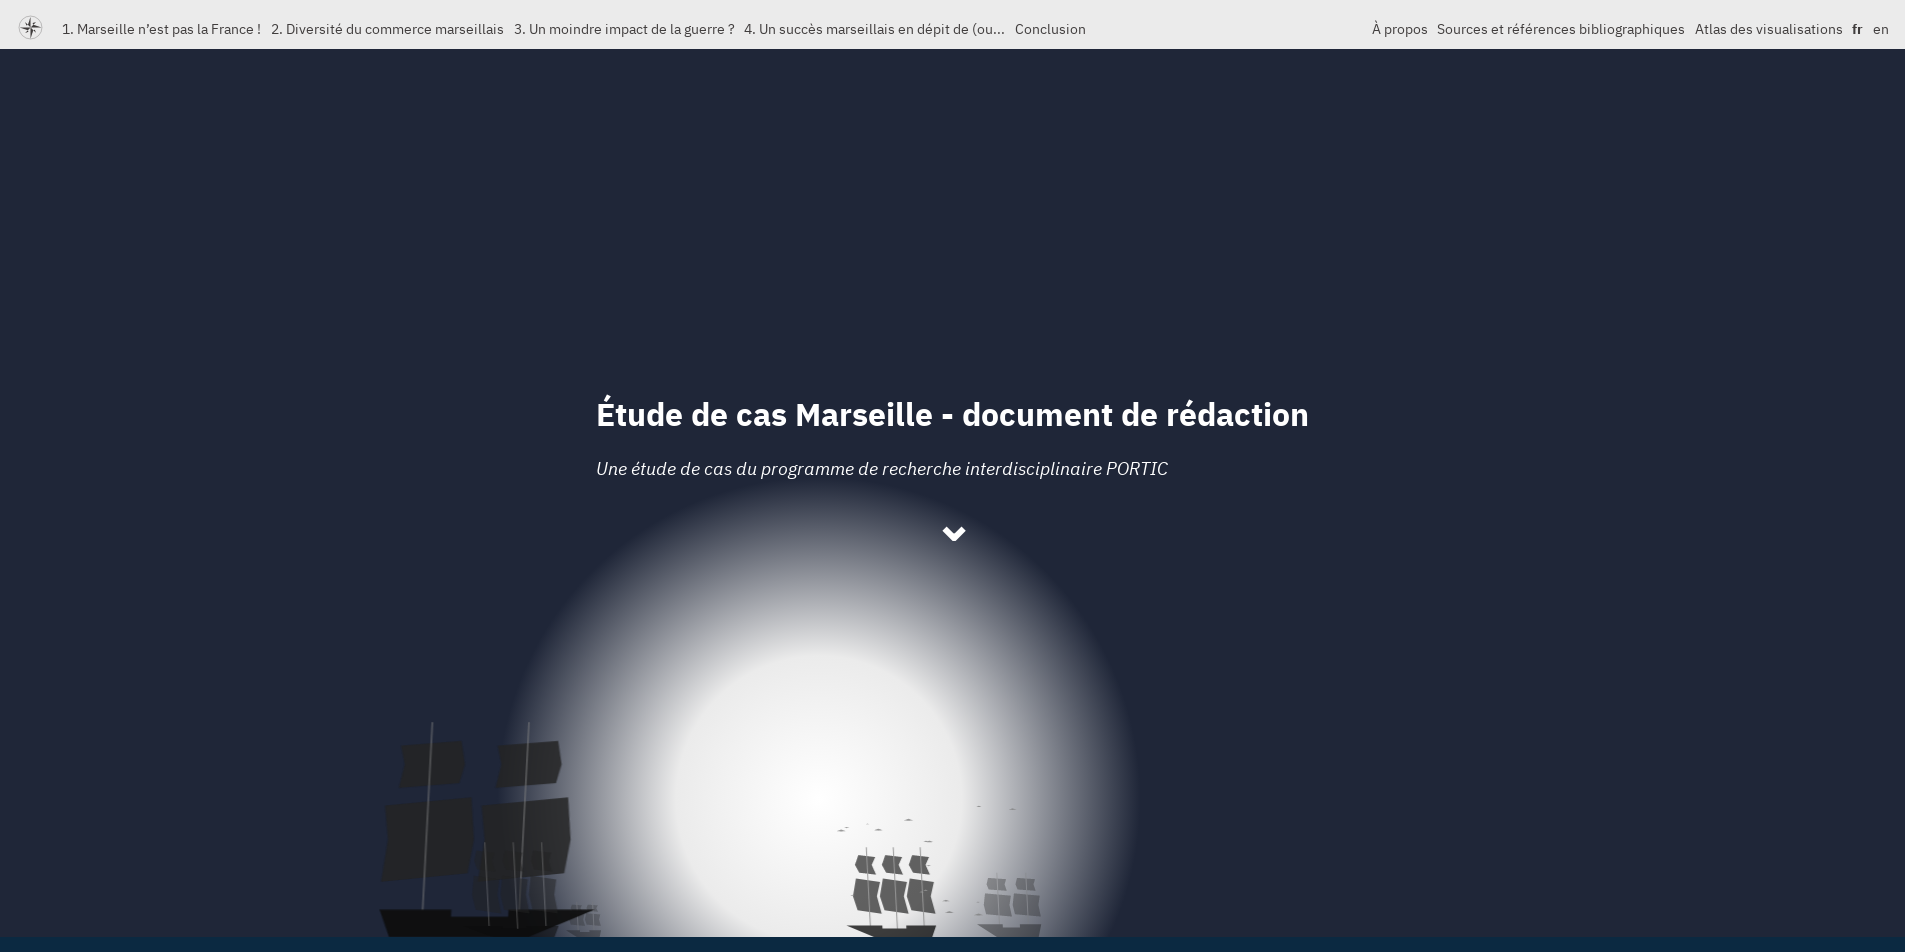 1. Marseille n’est pas la France ! 2. Diversité du commerce marseillais 3. Un moindre impact de la guerre ? 4. Un succès marseillais en dépit de (ou... Conclusion À propos Sources et références bibliographiques Atlas des visualisations fr en
Étude de cas Marseille - document de rédaction
Une étude de cas du programme de recherche interdisciplinaire PORTIC